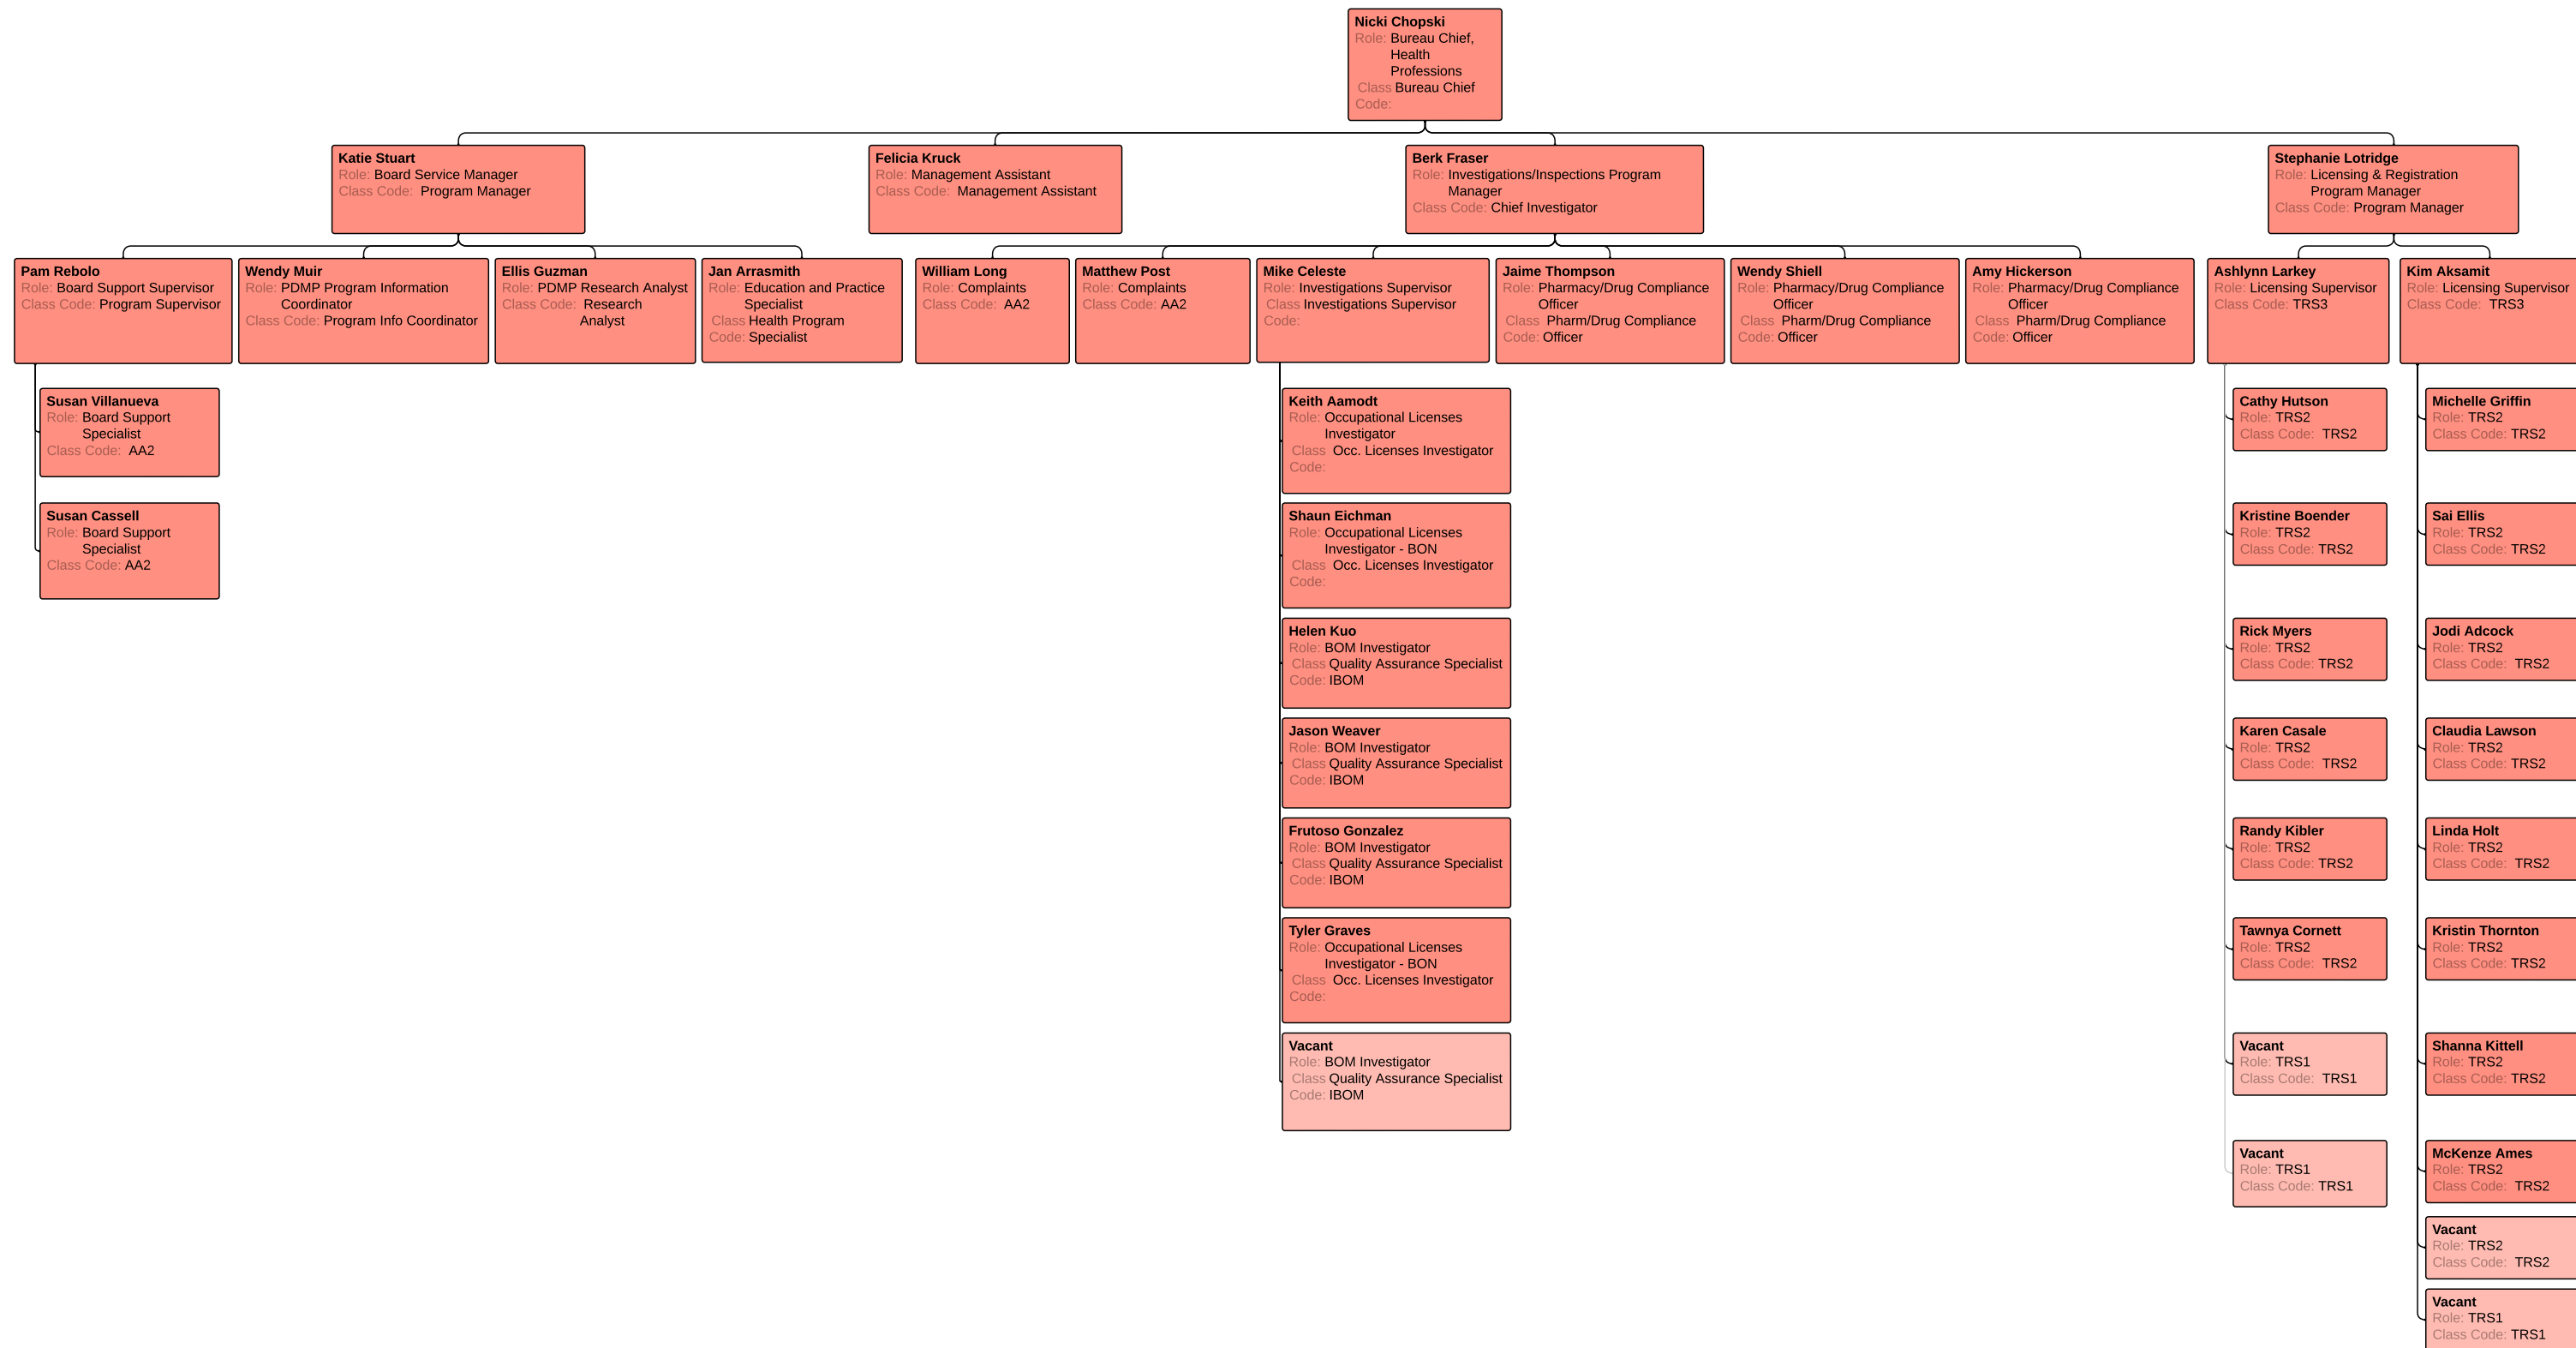 Nicki Chopski
Role: Bureau Chief,
Health
Professions
Class Bureau Chief
Code:
Katie Stuart
Role: Board Service Manager
Class Code: Program Manager
Felicia Kruck
Role: Management Assistant
Class Code: Management Assistant
Berk Fraser
Role: Investigations/Inspections Program
Manager
Class Code: Chief Investigator
Stephanie Lotridge
Role: Licensing & Registration
Program Manager
Class Code: Program Manager
Pam Rebolo
Role: Board Support Supervisor
Class Code: Program Supervisor
Wendy Muir
Role: PDMP Program Information
Coordinator
Class Code: Program Info Coordinator
Ellis Guzman
Role: PDMP Research Analyst
Class Code: Research
Analyst
Jan Arrasmith
Role: Education and Practice
Specialist
Class Health Program
Code: Specialist
William Long
Role: Complaints
Class Code: AA2
Matthew Post
Role: Complaints
Class Code: AA2
Mike Celeste
Role: Investigations Supervisor
Class Investigations Supervisor
Code:
Jaime Thompson
Role: Pharmacy/Drug Compliance
Officer
Class Pharm/Drug Compliance
Code: Officer
Wendy Shiell
Role: Pharmacy/Drug Compliance
Officer
Class Pharm/Drug Compliance
Code: Officer
Amy Hickerson
Role: Pharmacy/Drug Compliance
Officer
Class Pharm/Drug Compliance
Code: Officer
Ashlynn Larkey
Role: Licensing Supervisor
Class Code: TRS3
Kim Aksamit
Role: Licensing Supervisor
Class Code: TRS3
Susan Villanueva
Role: Board Support
Specialist
Class Code: AA2
Susan Cassell
Role: Board Support
Specialist
Class Code: AA2
Keith Aamodt
Role: Occupational Licenses
Investigator
Class Occ. Licenses Investigator
Code:
Shaun Eichman
Role: Occupational Licenses
Investigator - BON
Class Occ. Licenses Investigator
Code:
Helen Kuo
Role: BOM Investigator
Class Quality Assurance Specialist
Code: IBOM
Jason Weaver
Role: BOM Investigator
Class Quality Assurance Specialist
Code: IBOM
Frutoso Gonzalez
Role: BOM Investigator
Class Quality Assurance Specialist
Code: IBOM
Tyler Graves
Role: Occupational Licenses
Investigator - BON
Class Occ. Licenses Investigator
Code:
Vacant
Role: BOM Investigator
Class Quality Assurance Specialist
Code: IBOM
Cathy Hutson
Role: TRS2
Class Code: TRS2
Kristine Boender
Role: TRS2
Class Code: TRS2
Rick Myers
Role: TRS2
Class Code: TRS2
Karen Casale
Role: TRS2
Class Code: TRS2
Randy Kibler
Role: TRS2
Class Code: TRS2
Tawnya Cornett
Role: TRS2
Class Code: TRS2
Vacant
Role: TRS1
Class Code: TRS1
Vacant
Role: TRS1
Class Code: TRS1
Michelle Griffin
Role: TRS2
Class Code: TRS2
Sai Ellis
Role: TRS2
Class Code: TRS2
Jodi Adcock
Role: TRS2
Class Code: TRS2
Claudia Lawson
Role: TRS2
Class Code: TRS2
Linda Holt
Role: TRS2
Class Code: TRS2
Kristin Thornton
Role: TRS2
Class Code: TRS2
Shanna Kittell
Role: TRS2
Class Code: TRS2
McKenze Ames
Role: TRS2
Class Code: TRS2
Vacant
Role: TRS2
Class Code: TRS2
Vacant
Role: TRS1
Class Code: TRS1